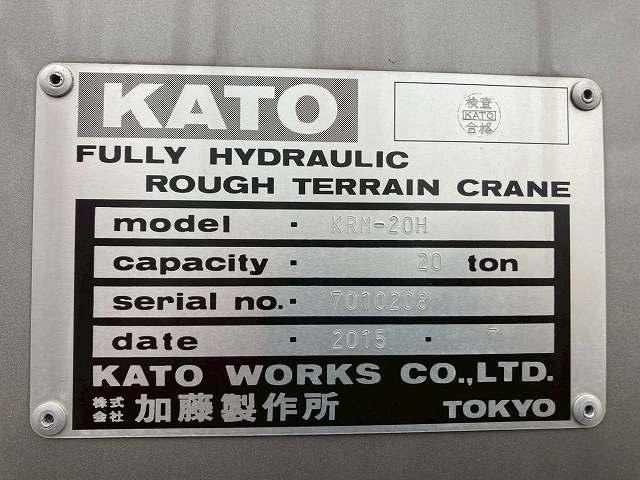 KATO
検査
KATO
合格
FULLY HYDRAULIC
ROUGH TERRAIN CRANE
model · KRM-20H
capacity · 20 ton
serial no. · 7010208
date · 2015 · 7
KATO WORKS CO.,LTD.
株式会社 加藤製作所 TOKYO